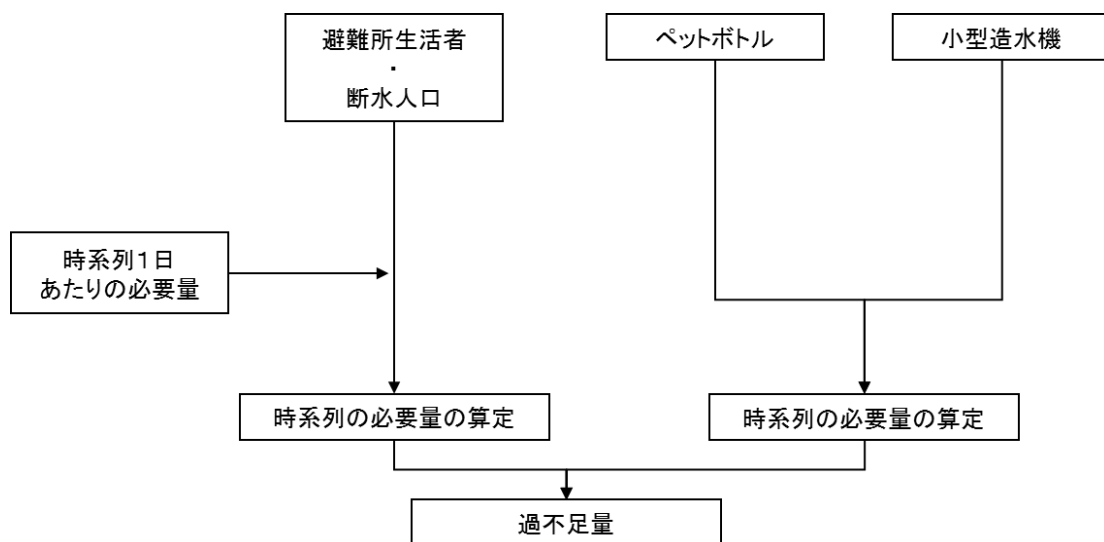 避難所生活者
・
断水人口
ペットボトル
小型造水機
時系列１日
あたりの必要量
時系列の必要量の算定
時系列の必要量の算定
過不足量